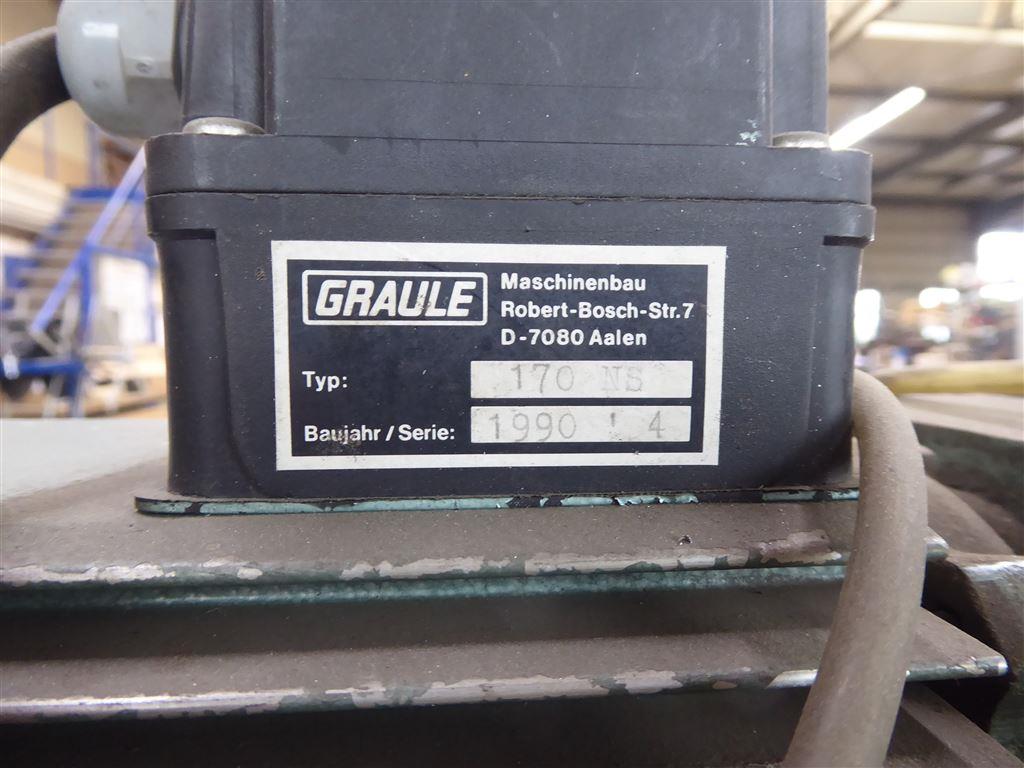 GRAULE
Maschinenbau
Robert-Bosch-Str.7
D-7080 Aalen
Typ: 170 NS
Baujahr/Serie: 1990 ' 4